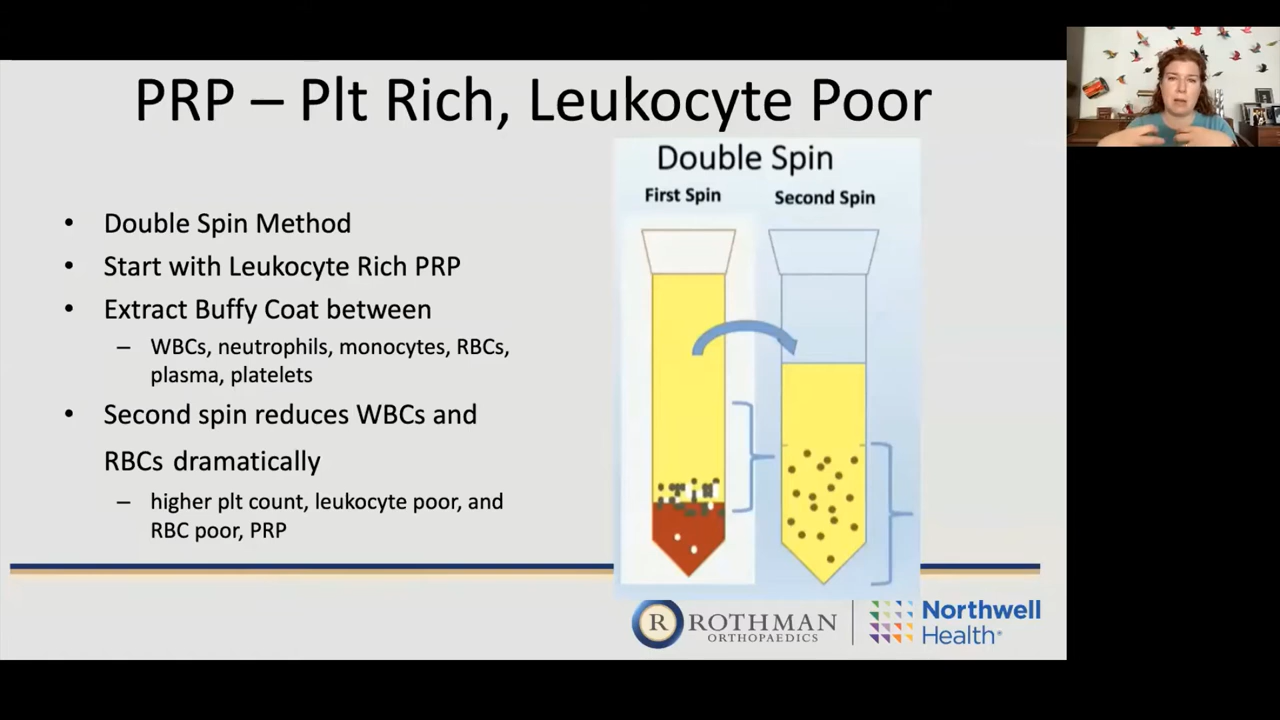 PRP – Plt Rich, Leukocyte Poor
• Double Spin Method
• Start with Leukocyte Rich PRP
• Extract Buffy Coat between
– WBCs, neutrophils, monocytes, RBCs,
plasma, platelets
• Second spin reduces WBCs and
RBCs dramatically
– higher plt count, leukocyte poor, and
RBC poor, PRP
Double Spin
First Spin
Second Spin
R ROTHMAN
ORTHOPAEDICS
Northwell
Health